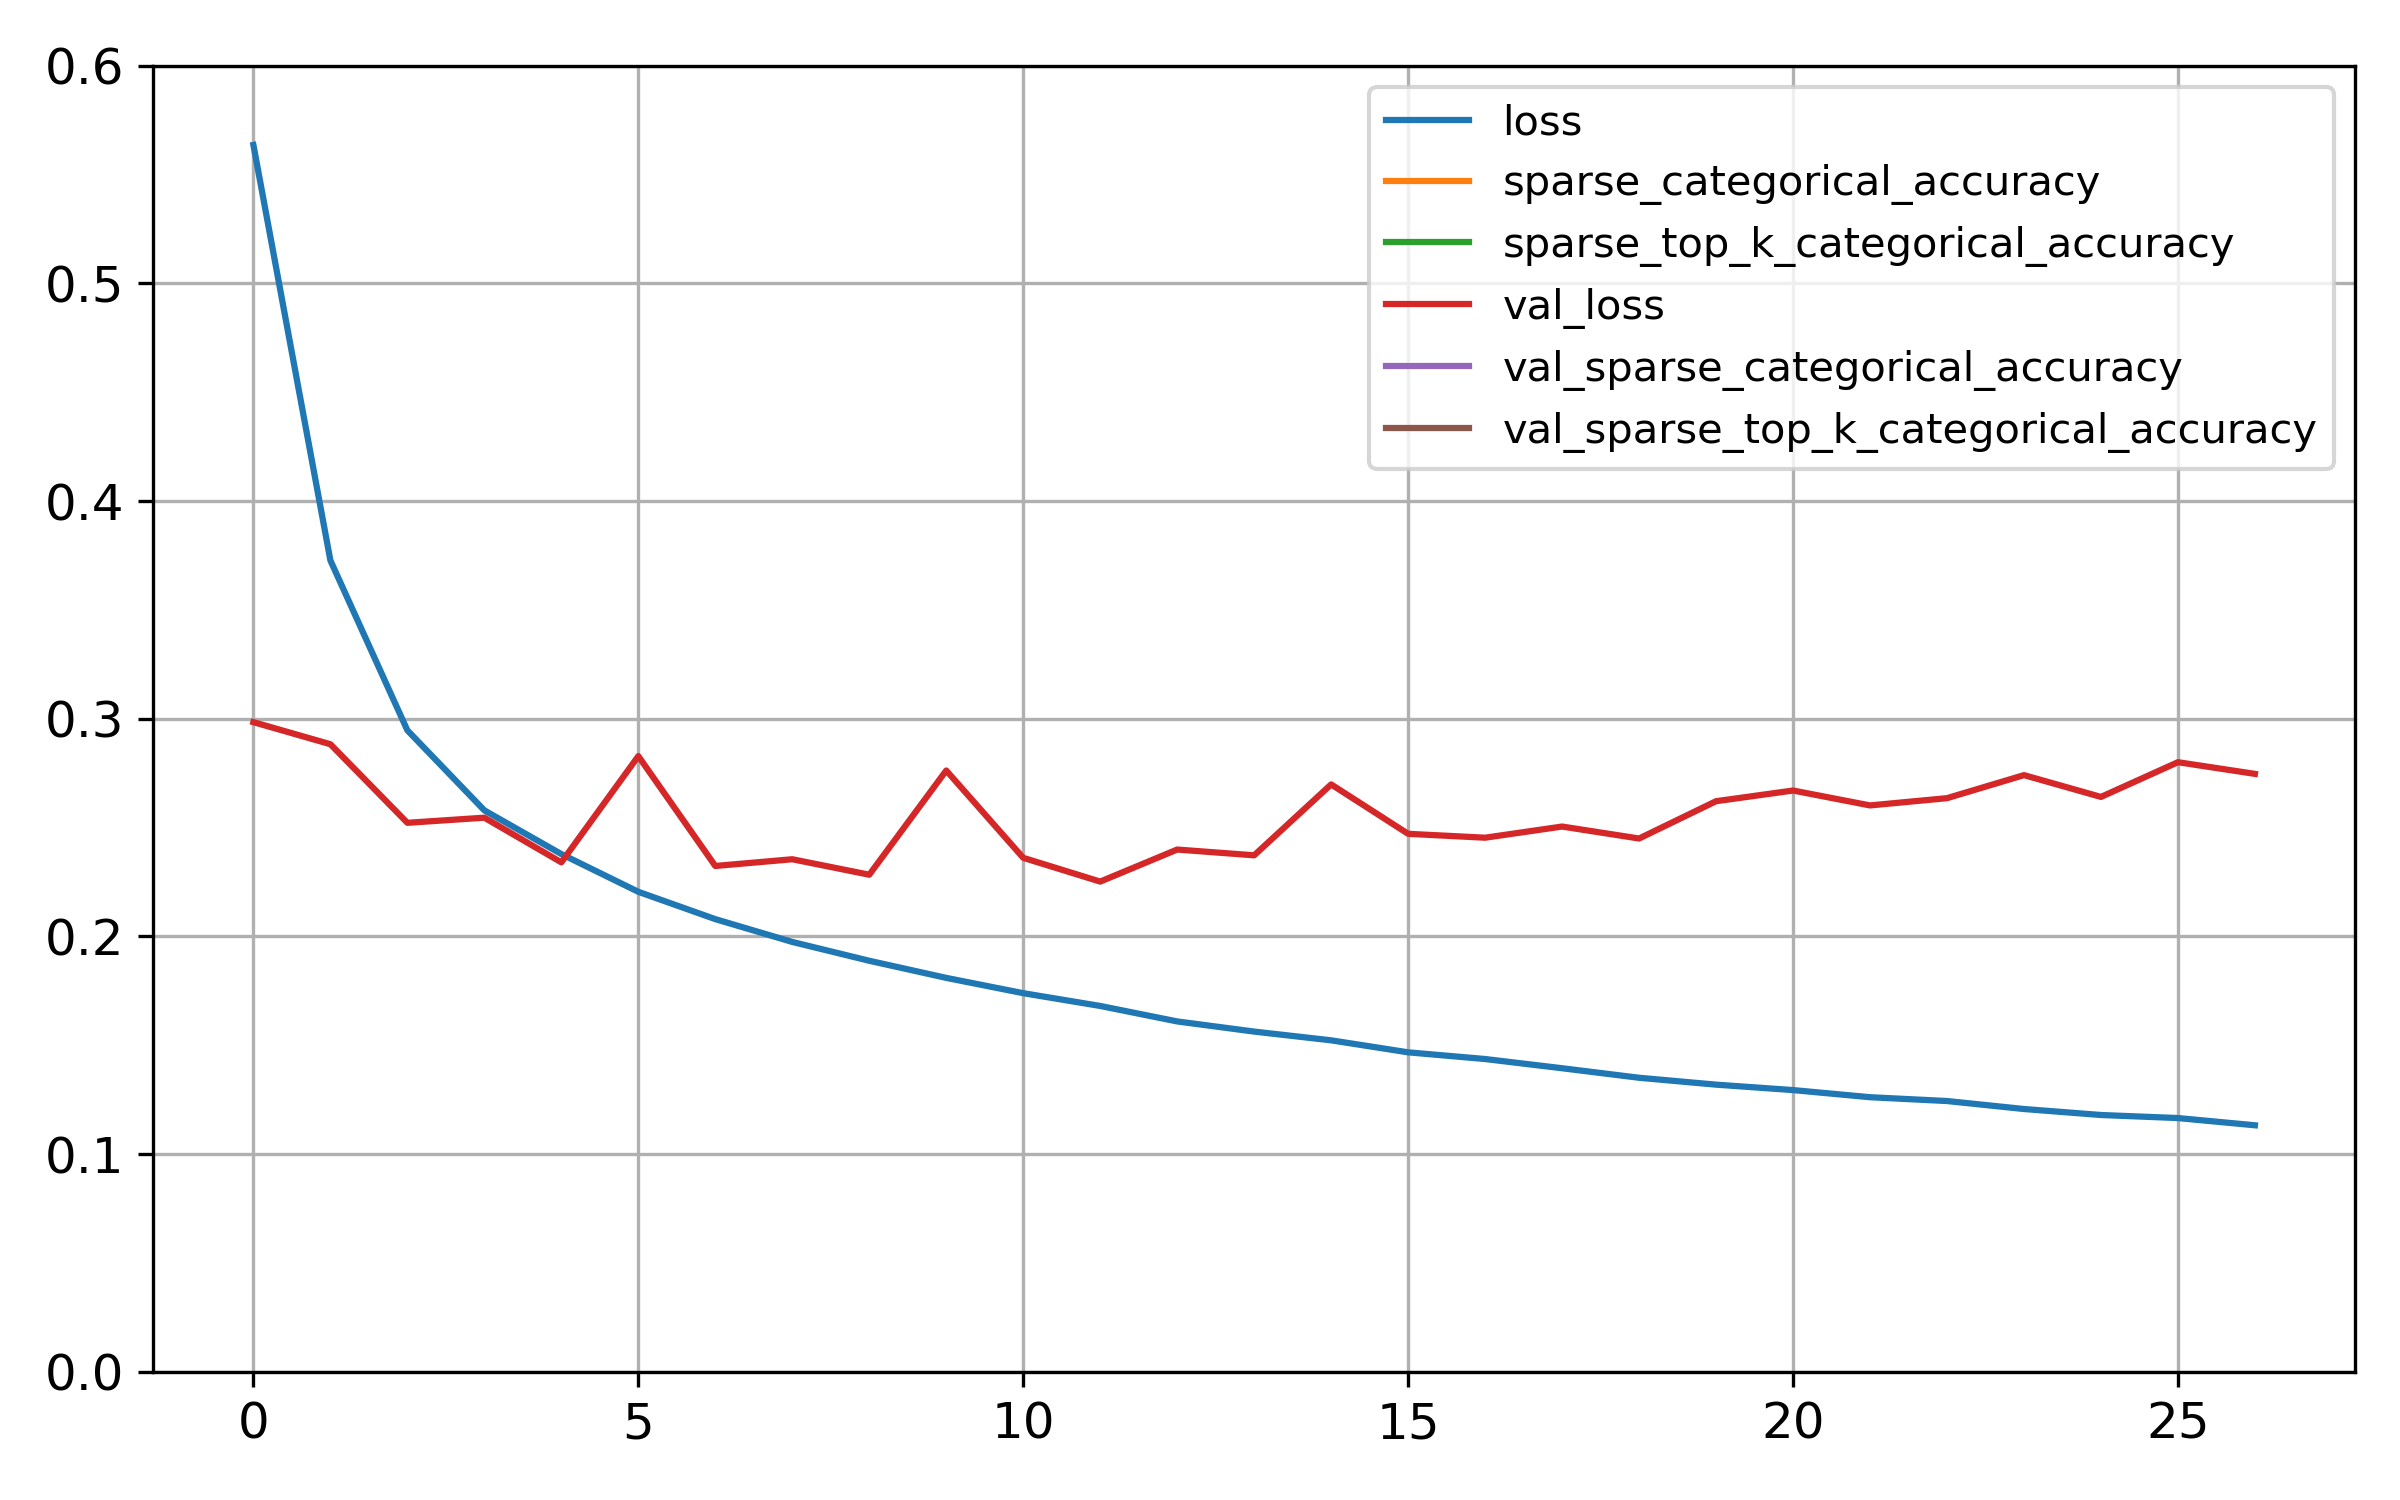 0.6
0.5
0.4
0.3
0.2
0.1
0.0
0 5 10 15 20 25
loss
sparse_categorical_accuracy
sparse_top_k_categorical_accuracy
val_loss
val_sparse_categorical_accuracy
val_sparse_top_k_categorical_accuracy